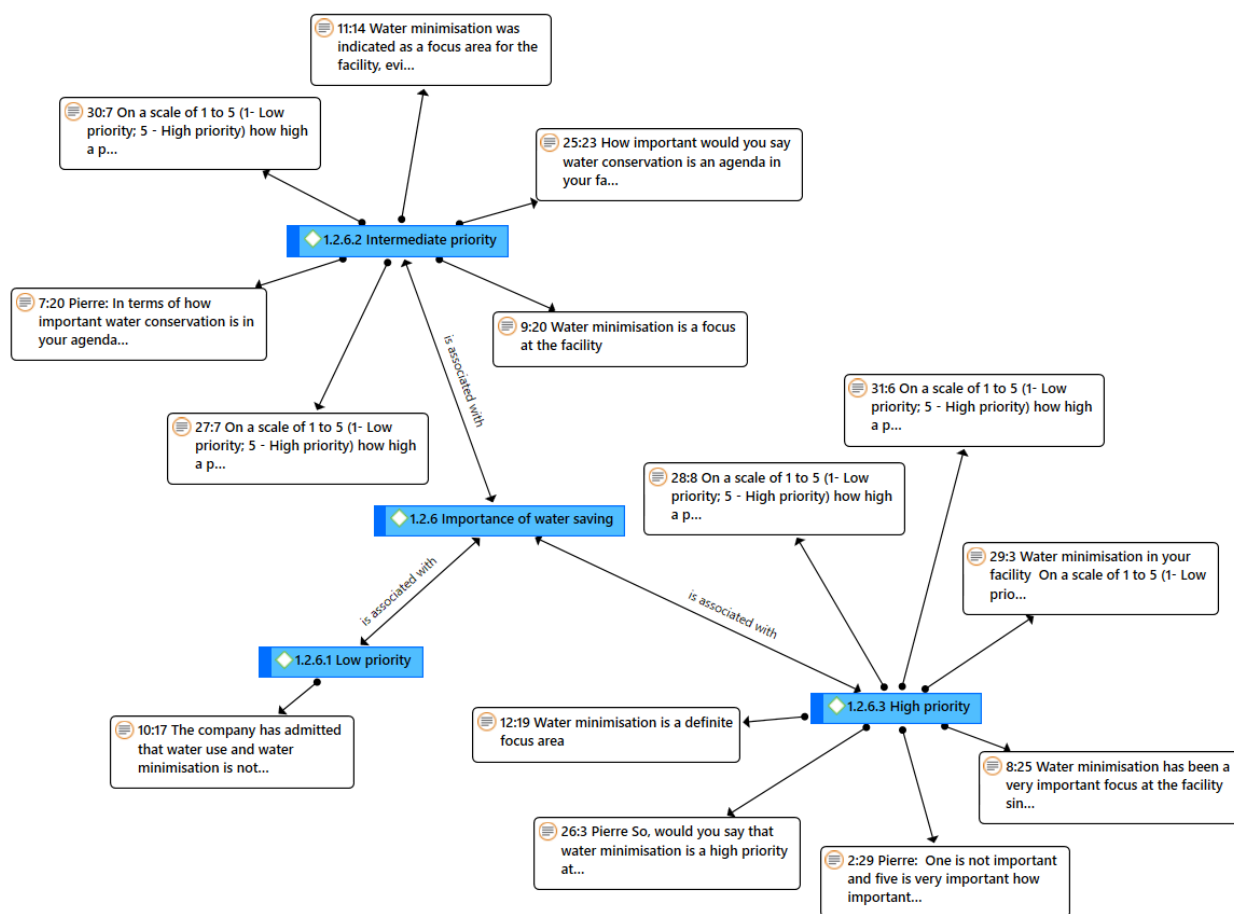 11:14 Water minimisation was
indicated as a focus area for the
facility, evi...
30:7 On a scale of 1 to 5 (1- Low
priority; 5 - High priority) how high
a p...
25:23 How important would you say
water conservation is an agenda in
your fa...
1.2.6.2 Intermediate priority
7:20 Pierre: In terms of how
important water conservation is in
your agenda...
9:20 Water minimisation is a focus
at the facility
is associated with
27:7 On a scale of 1 to 5 (1- Low
priority; 5 - High priority) how high
a p...
31:6 On a scale of 1 to 5 (1- Low
priority; 5 - High priority) how high
a p...
28:8 On a scale of 1 to 5 (1- Low
priority; 5 - High priority) how high
a p...
1.2.6 Importance of water saving
29:3 Water minimisation in your
facility  On a scale of 1 to 5 (1- Low
prio...
is associated with
is associated with
1.2.6.1 Low priority
1.2.6.3 High priority
10:17 The company has admitted
that water use and water
minimisation is not...
12:19 Water minimisation is a definite
focus area
8:25 Water minimisation has been a
very important focus at the facility
sin...
26:3 Pierre So, would you say that
water minimisation is a high priority
at...
2:29 Pierre:  One is not important
and five is very important how
important...